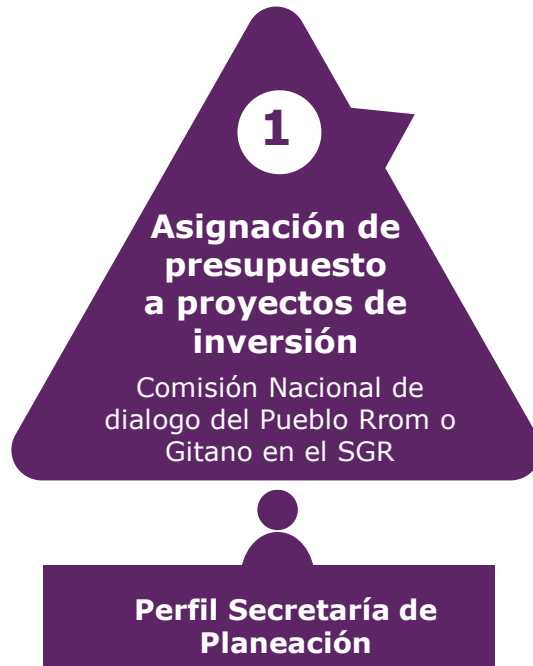 1
Asignación de
presupuesto
a proyectos de
inversión
Comisión Nacional de
dialogo del Pueblo Rrom o
Gitano en el SGR
Perfil Secretaría de
Planeación